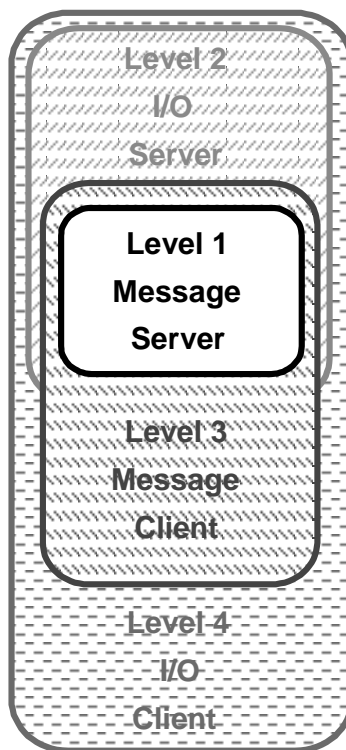 Level 2
I/O
Server
Level 1
Message
Server
Level 3
Message
Client
Level 4
I/O
Client